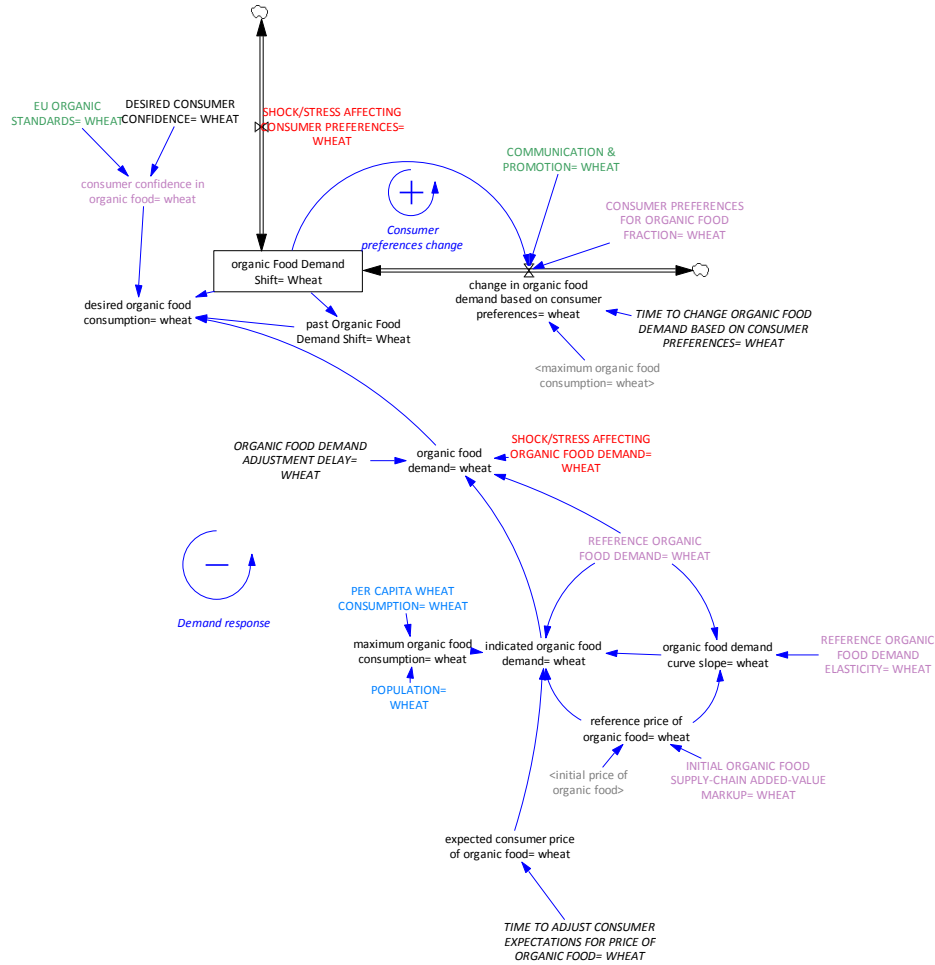 EU ORGANIC
STANDARDS= WHEAT
DESIRED CONSUMER
CONFIDENCE= WHEAT
SHOCK/STRESS AFFECTING
CONSUMER PREFERENCES=
WHEAT
COMMUNICATION &
PROMOTION= WHEAT
consumer confidence in
organic food= wheat
+
Consumer
preferences change
CONSUMER PREFERENCES
FOR ORGANIC FOOD
FRACTION= WHEAT
organic Food Demand
Shift= Wheat
change in organic food
demand based on consumer
preferences= wheat
desired organic food
consumption= wheat
past Organic Food
Demand Shift= Wheat
TIME TO CHANGE ORGANIC FOOD
DEMAND BASED ON CONSUMER
PREFERENCES= WHEAT
<maximum organic food
consumption= wheat>
ORGANIC FOOD DEMAND
ADJUSTMENT DELAY=
WHEAT
organic food
demand= wheat
SHOCK/STRESS AFFECTING
ORGANIC FOOD DEMAND=
WHEAT
REFERENCE ORGANIC
FOOD DEMAND= WHEAT
—
Demand response
PER CAPITA WHEAT
CONSUMPTION= WHEAT
maximum organic food
consumption= wheat
indicated organic food
demand= wheat
organic food demand
curve slope= wheat
REFERENCE ORGANIC
FOOD DEMAND
ELASTICITY= WHEAT
POPULATION=
WHEAT
reference price of
organic food= wheat
<initial price of
organic food>
INITIAL ORGANIC FOOD
SUPPLY-CHAIN ADDED-VALUE
MARKUP= WHEAT
expected consumer price
of organic food= wheat
TIME TO ADJUST CONSUMER
EXPECTATIONS FOR PRICE OF
ORGANIC FOOD= WHEAT